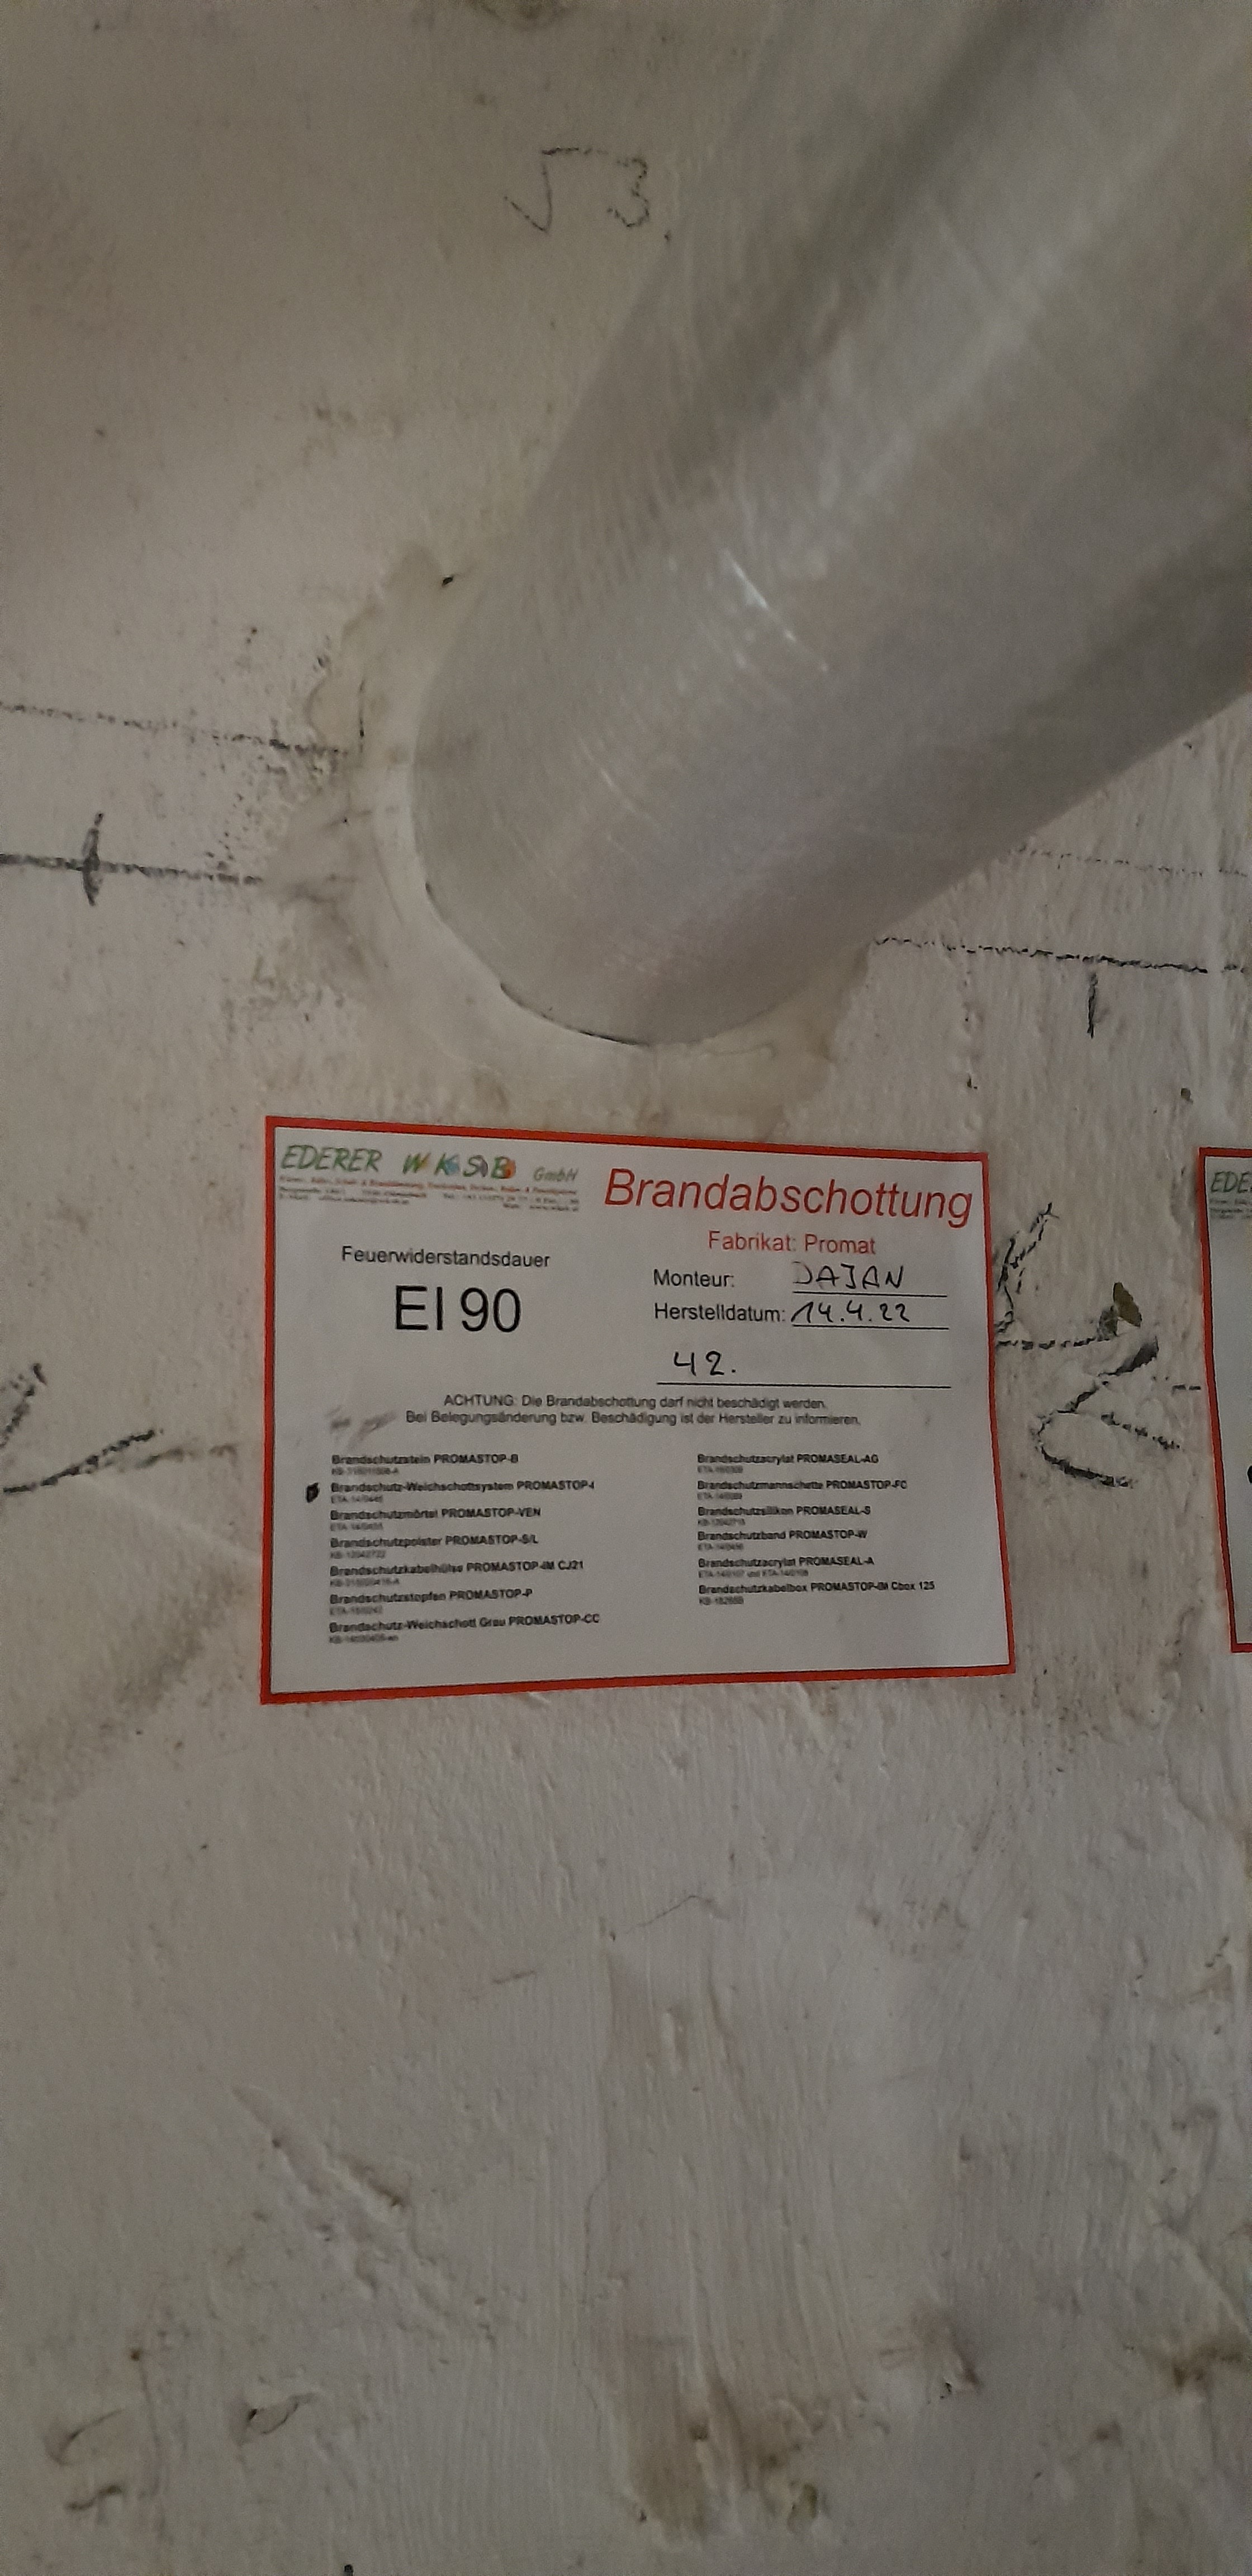 √3.
EDERER WKSB GmbH
Brandabschottung
Fabrikat: Promat
Feuerwiderstandsdauer
EI 90
Monteur: DAJAN
Herstelldatum: 14.4.22
42.
ACHTUNG: Die Brandabschottung darf nicht beschädigt werden.
Bei Belegungsänderung bzw. Beschädigung ist der Hersteller zu informieren.
Brandschutzstein PROMASTOP-B
Brandschutz-Weichschottsystem PROMASTOP-I
Brandschutzmörtel PROMASTOP-VEN
Brandschutzpolster PROMASTOP-S/L
Brandschutzkabelhülse PROMASTOP-IM CJ21
Brandschutzstopfen PROMASTOP-P
Brandschutz-Weichschott Grau PROMASTOP-CC
Brandschutzacrylat PROMASEAL-AG
Brandschutzmannschette PROMASTOP-FC
Brandschutzsilikon PROMASEAL-S
Brandschutzband PROMASTOP-W
Brandschutzacrylat PROMASEAL-A
Brandschutzkabelbox PROMASTOP-IM Cbox 125
EDE